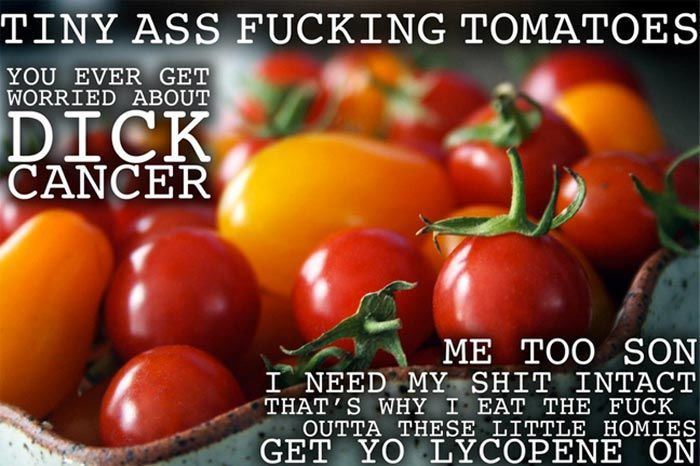 TINY ASS FUCKING TOMATOES
YOU EVER GET
WORRIED ABOUT
DICK
CANCER
ME TOO SON
I NEED MY SHIT INTACT
THAT'S WHY I EAT THE FUCK
OUTTA THESE LITTLE HOMIES
GET YO LYCOPENE ON